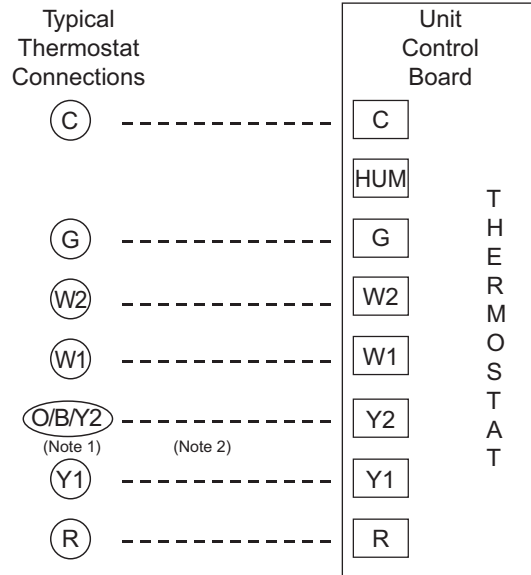 Typical
Thermostat
Connections
Unit
Control
Board
C
C
HUM
G
G
W2
W2
W1
W1
O/B/Y2
Y2
(Note 1)
(Note 2)
Y1
Y1
R
R
THERMOSTAT